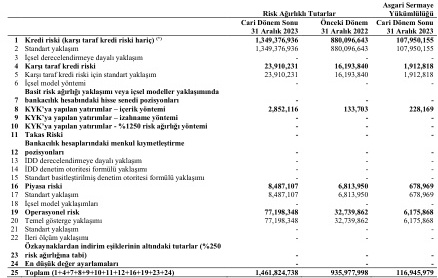 Asgari Sermaye
Risk Ağırlıklı Tutarlar Yükümlülüğü
Cari Dönem Sonu Önceki Dönem Cari Dönem Sonu
31 Aralık 2023 31 Aralık 2022 31 Aralık 2023
1 Kredi riski (karşı taraf kredi riski hariç) (*) 1,349,376,936 880,096,643 107,950,155
2 Standart yaklaşım 1,349,376,936 880,096,643 107,950,155
3 İçsel derecelendirmeye dayalı yaklaşım - - -
4 Karşı taraf kredi riski 23,910,231 16,193,840 1,912,818
5 Karşı taraf kredi riski için standart yaklaşım 23,910,231 16,193,840 1,912,818
6 İçsel model yöntemi - - -
Basit risk ağırlığı yaklaşımı veya içsel modeller yaklaşımında
7 bankacılık hesabındaki hisse senedi pozisyonları - - -
8 KYK'ya yapılan yatırımlar – içerik yöntemi 2,852,116 133,703 228,169
9 KYK'ya yapılan yatırımlar – izahname yöntemi - - -
10 KYK'ya yapılan yatırımlar - %1250 risk ağırlığı yöntemi - - -
11 Takas Riski - - -
Bankacılık hesaplarındaki menkul kıymetleştirme
12 pozisyonları - - -
13 İDD derecelendirmeye dayalı yaklaşım - - -
14 İDD denetim otoritesi formülü yaklaşımı - - -
15 Standart basitleştirilmiş denetim otoritesi formülü yaklaşımı - - -
16 Piyasa riski 8,487,107 6,813,950 678,969
17 Standart yaklaşım 8,487,107 6,813,950 678,969
18 İçsel model yaklaşımları - - -
19 Operasyonel risk 77,198,348 32,739,862 6,175,868
20 Temel gösterge yaklaşımı 77,198,348 32,739,862 6,175,868
21 Standart yaklaşım - - -
22 İleri ölçüm yaklaşımı - - -
Özkaynaklardan indirim eşiklerinin altındaki tutarlar (%250
23 risk ağırlığına tabi) - - -
24 En düşük değer ayarlamaları - - -
25 Toplam (1+4+7+8+9+10+11+12+16+19+23+24) 1,461,824,738 935,977,998 116,945,979